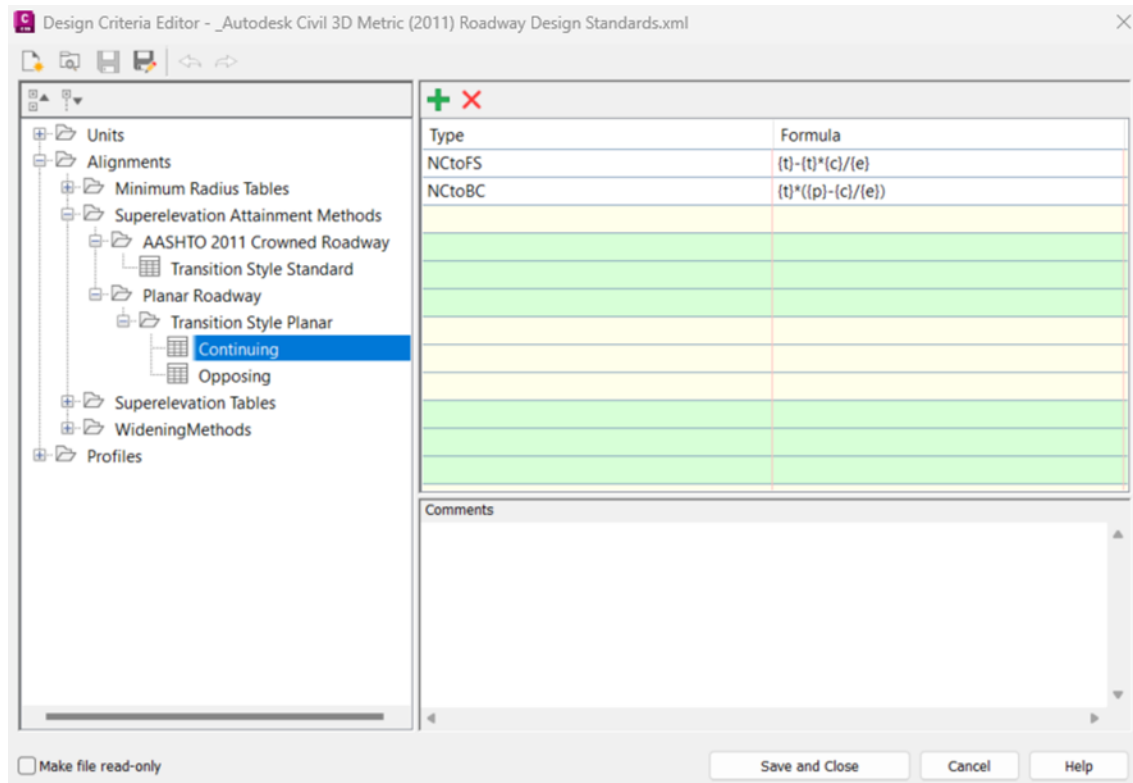 Design Criteria Editor - _Autodesk Civil 3D Metric (2011) Roadway Design Standards.xml
Units
Alignments
Minimum Radius Tables
Superelevation Attainment Methods
AASHTO 2011 Crowned Roadway
Transition Style Standard
Planar Roadway
Transition Style Planar
Continuing
Opposing
Superelevation Tables
WideningMethods
Profiles
Type Formula
NCtoFS {t}-{t}*{c}/{e}
NCtoBC {t}*({p}-{c}/{e})
Comments
Make file read-only
Save and Close Cancel Help